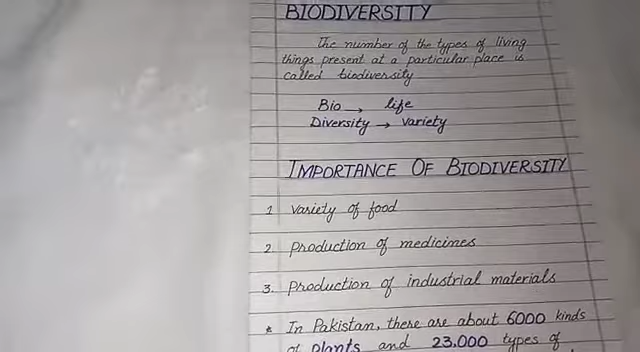 BIODIVERSITY
The number of the types of living
things present at a particular place is
called biodiversity
Bio → life
Diversity → variety
IMPORTANCE OF BIODIVERSITY
1 Variety of food
2. Production of medicines
3. Production of industrial materials
* In Pakistan, there are about 6000 kinds
of plants and 23.000 types of